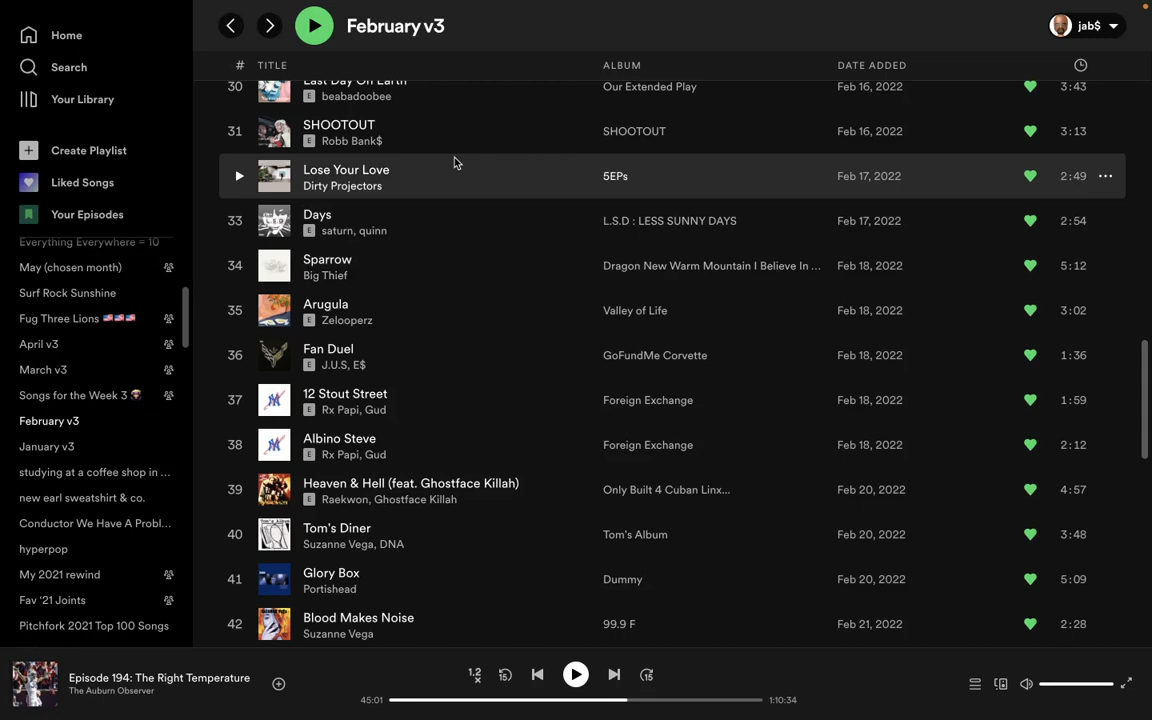 Home
Search
Your Library
Create Playlist
Liked Songs
Your Episodes
Everything Everywhere = 10
May (chosen month)
Surf Rock Sunshine
Fug Three Lions 🇺🇸🇺🇸🇺🇸
April v3
March v3
Songs for the Week 3
February v3
January v3
studying at a coffee shop in ...
new earl sweatshirt & co.
Conductor We Have A Probl...
hyperpop
My 2021 rewind
Fav '21 Joints
Pitchfork 2021 Top 100 Songs
February v3
jab$
# TITLE ALBUM DATE ADDED
30 Last Day On Earth Our Extended Play Feb 16, 2022 3:43
E beabadoobee
31 SHOOTOUT SHOOTOUT Feb 16, 2022 3:13
E Robb Bank$
Lose Your Love 5EPs Feb 17, 2022 2:49
Dirty Projectors
33 Days L.S.D : LESS SUNNY DAYS Feb 17, 2022 2:54
E saturn, quinn
34 Sparrow Dragon New Warm Mountain I Believe In ... Feb 18, 2022 5:12
Big Thief
35 Arugula Valley of Life Feb 18, 2022 3:02
E Zelooperz
36 Fan Duel GoFundMe Corvette Feb 18, 2022 1:36
E J.U.S, E$
37 12 Stout Street Foreign Exchange Feb 18, 2022 1:59
E Rx Papi, Gud
38 Albino Steve Foreign Exchange Feb 18, 2022 2:12
E Rx Papi, Gud
39 Heaven & Hell (feat. Ghostface Killah) Only Built 4 Cuban Linx... Feb 20, 2022 4:57
E Raekwon, Ghostface Killah
40 Tom's Diner Tom's Album Feb 20, 2022 3:48
Suzanne Vega, DNA
41 Glory Box Dummy Feb 20, 2022 5:09
Portishead
42 Blood Makes Noise 99.9 F Feb 21, 2022 2:28
Suzanne Vega
Episode 194: The Right Temperature
The Auburn Observer
1.2x 15 15
45:01 1:10:34